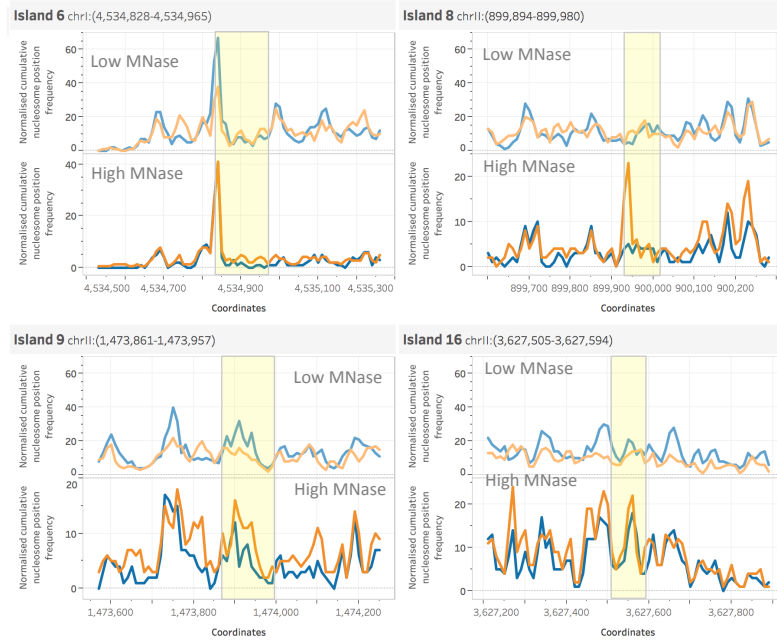 Island 6 chrI:(4,534,828-4,534,965)
Normalised cumulative
nucleosome position
frequency
60
40
20
0
Low MNase
Normalised cumulative
nucleosome position
frequency
40
20
0
High MNase
4,534,500 4,534,700 4,534,900 4,535,100 4,535,300
Coordinates
Island 8 chrII:(899,894-899,980)
Normalised cumulative
nucleosome position
frequency
60
40
20
0
Low MNase
Normalised cumulative
nucleosome position
frequency
20
10
0
High MNase
899,700 899,800 899,900 900,000 900,100 900,200
Coordinates
Island 9 chrII:(1,473,861-1,473,957)
Normalised cumulative
nucleosome position
frequency
60
40
20
0
Low MNase
Normalised cumulative
nucleosome position
frequency
20
10
0
High MNase
1,473,600 1,473,800 1,474,000 1,474,200
Coordinates
Island 16 chrII:(3,627,505-3,627,594)
Normalised cumulative
nucleosome position
frequency
60
40
20
0
Low MNase
Normalised cumulative
nucleosome position
frequency
20
10
0
High MNase
3,627,200 3,627,400 3,627,600 3,627,800
Coordinates